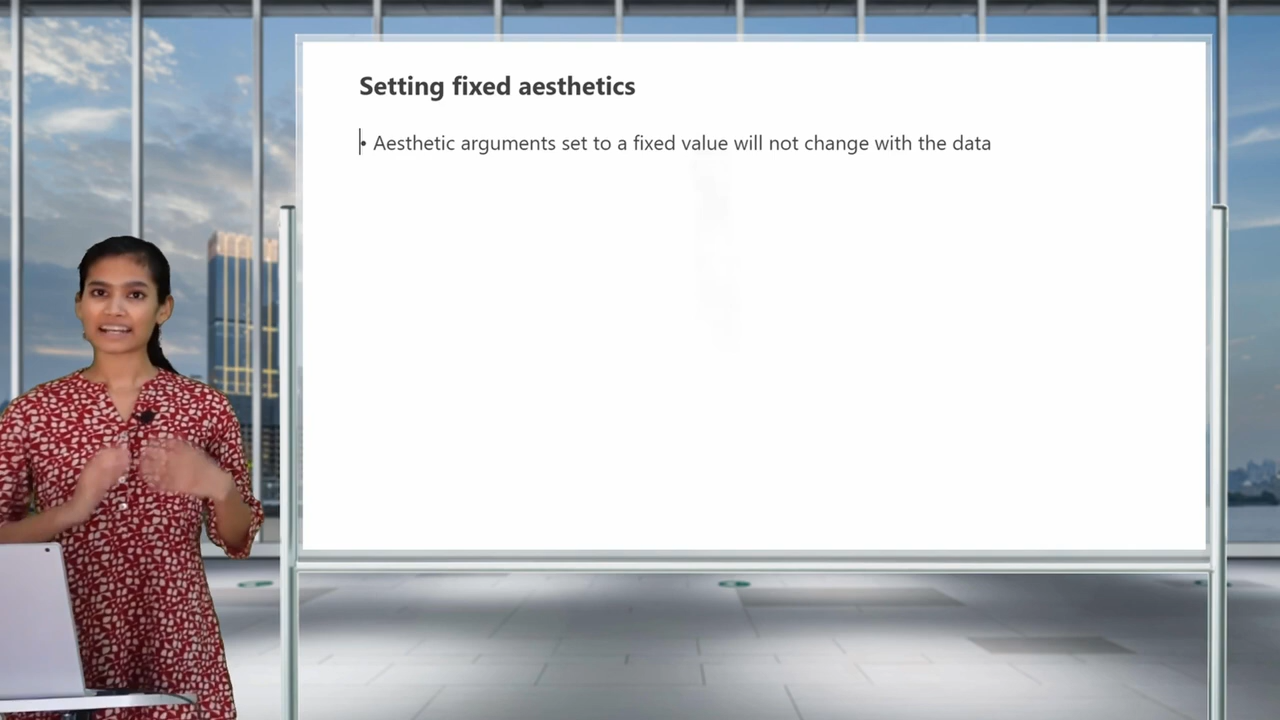 Setting fixed aesthetics
• Aesthetic arguments set to a fixed value will not change with the data